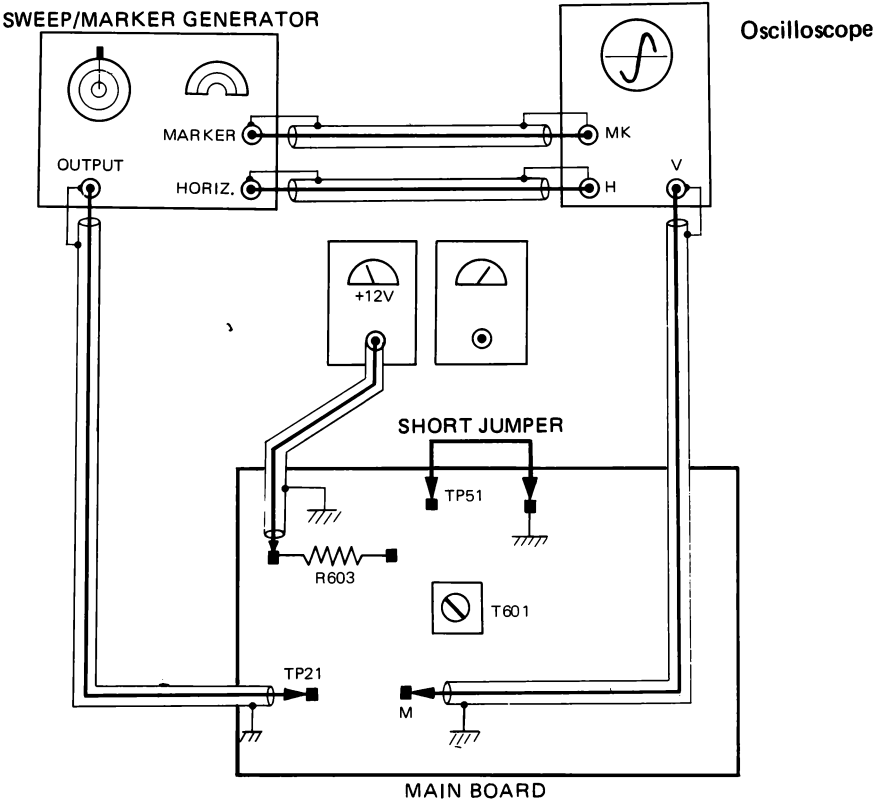 SWEEP/MARKER GENERATOR
Oscilloscope
MARKER
MK
OUTPUT
HORIZ.
H
V
+12V
SHORT JUMPER
TP51
R603
T601
TP21
M
MAIN BOARD